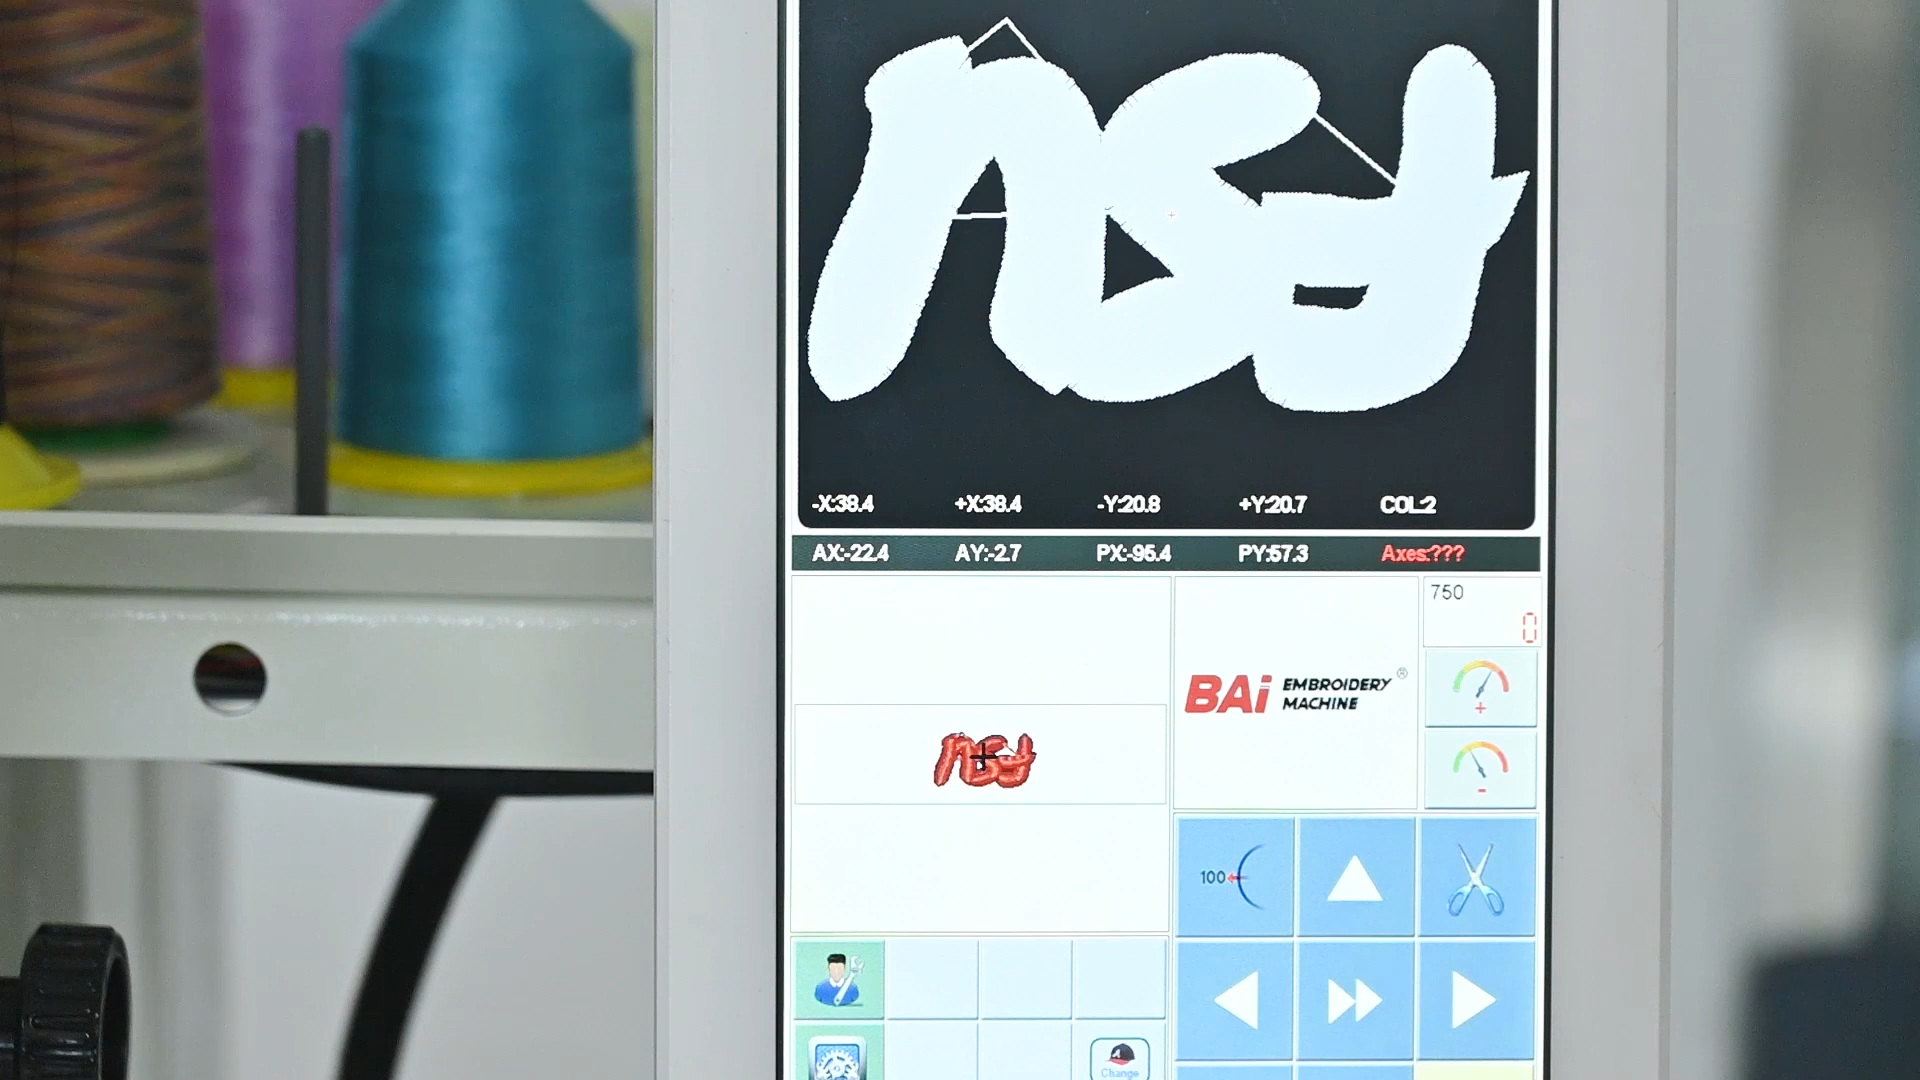 -X:38.4 +X:38.4 -Y:20.8 +Y:20.7 COL:2
AX:-22.4 AY:-2.7 PX:-95.4 PY:57.3 Axes:???
750
0
BAi EMBROIDERY MACHINE ®
+
-
100
A
Change